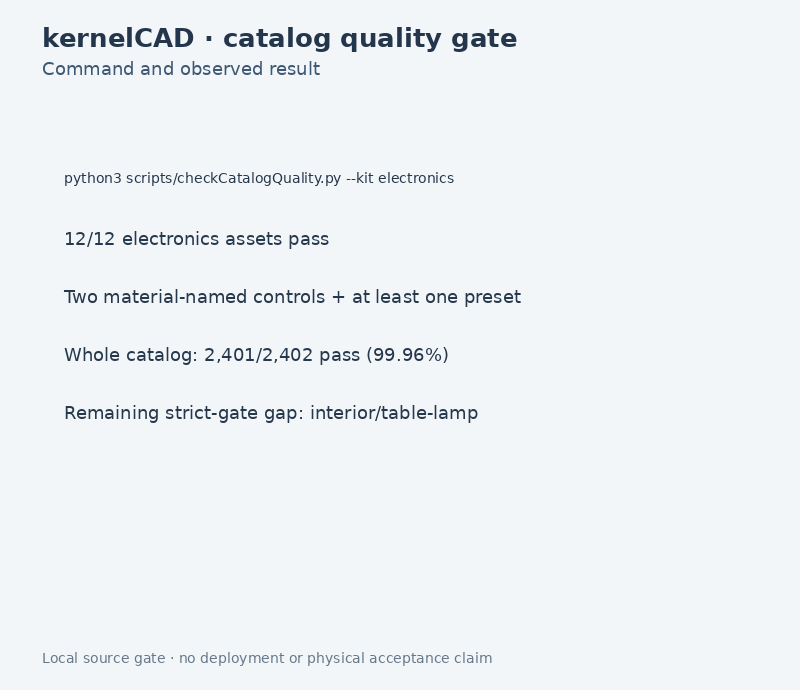 kernelCAD · catalog quality gate
Command and observed result
python3 scripts/checkCatalogQuality.py --kit electronics
12/12 electronics assets pass
Two material-named controls + at least one preset
Whole catalog: 2,401/2,402 pass (99.96%)
Remaining strict-gate gap: interior/table-lamp
Local source gate · no deployment or physical acceptance claim